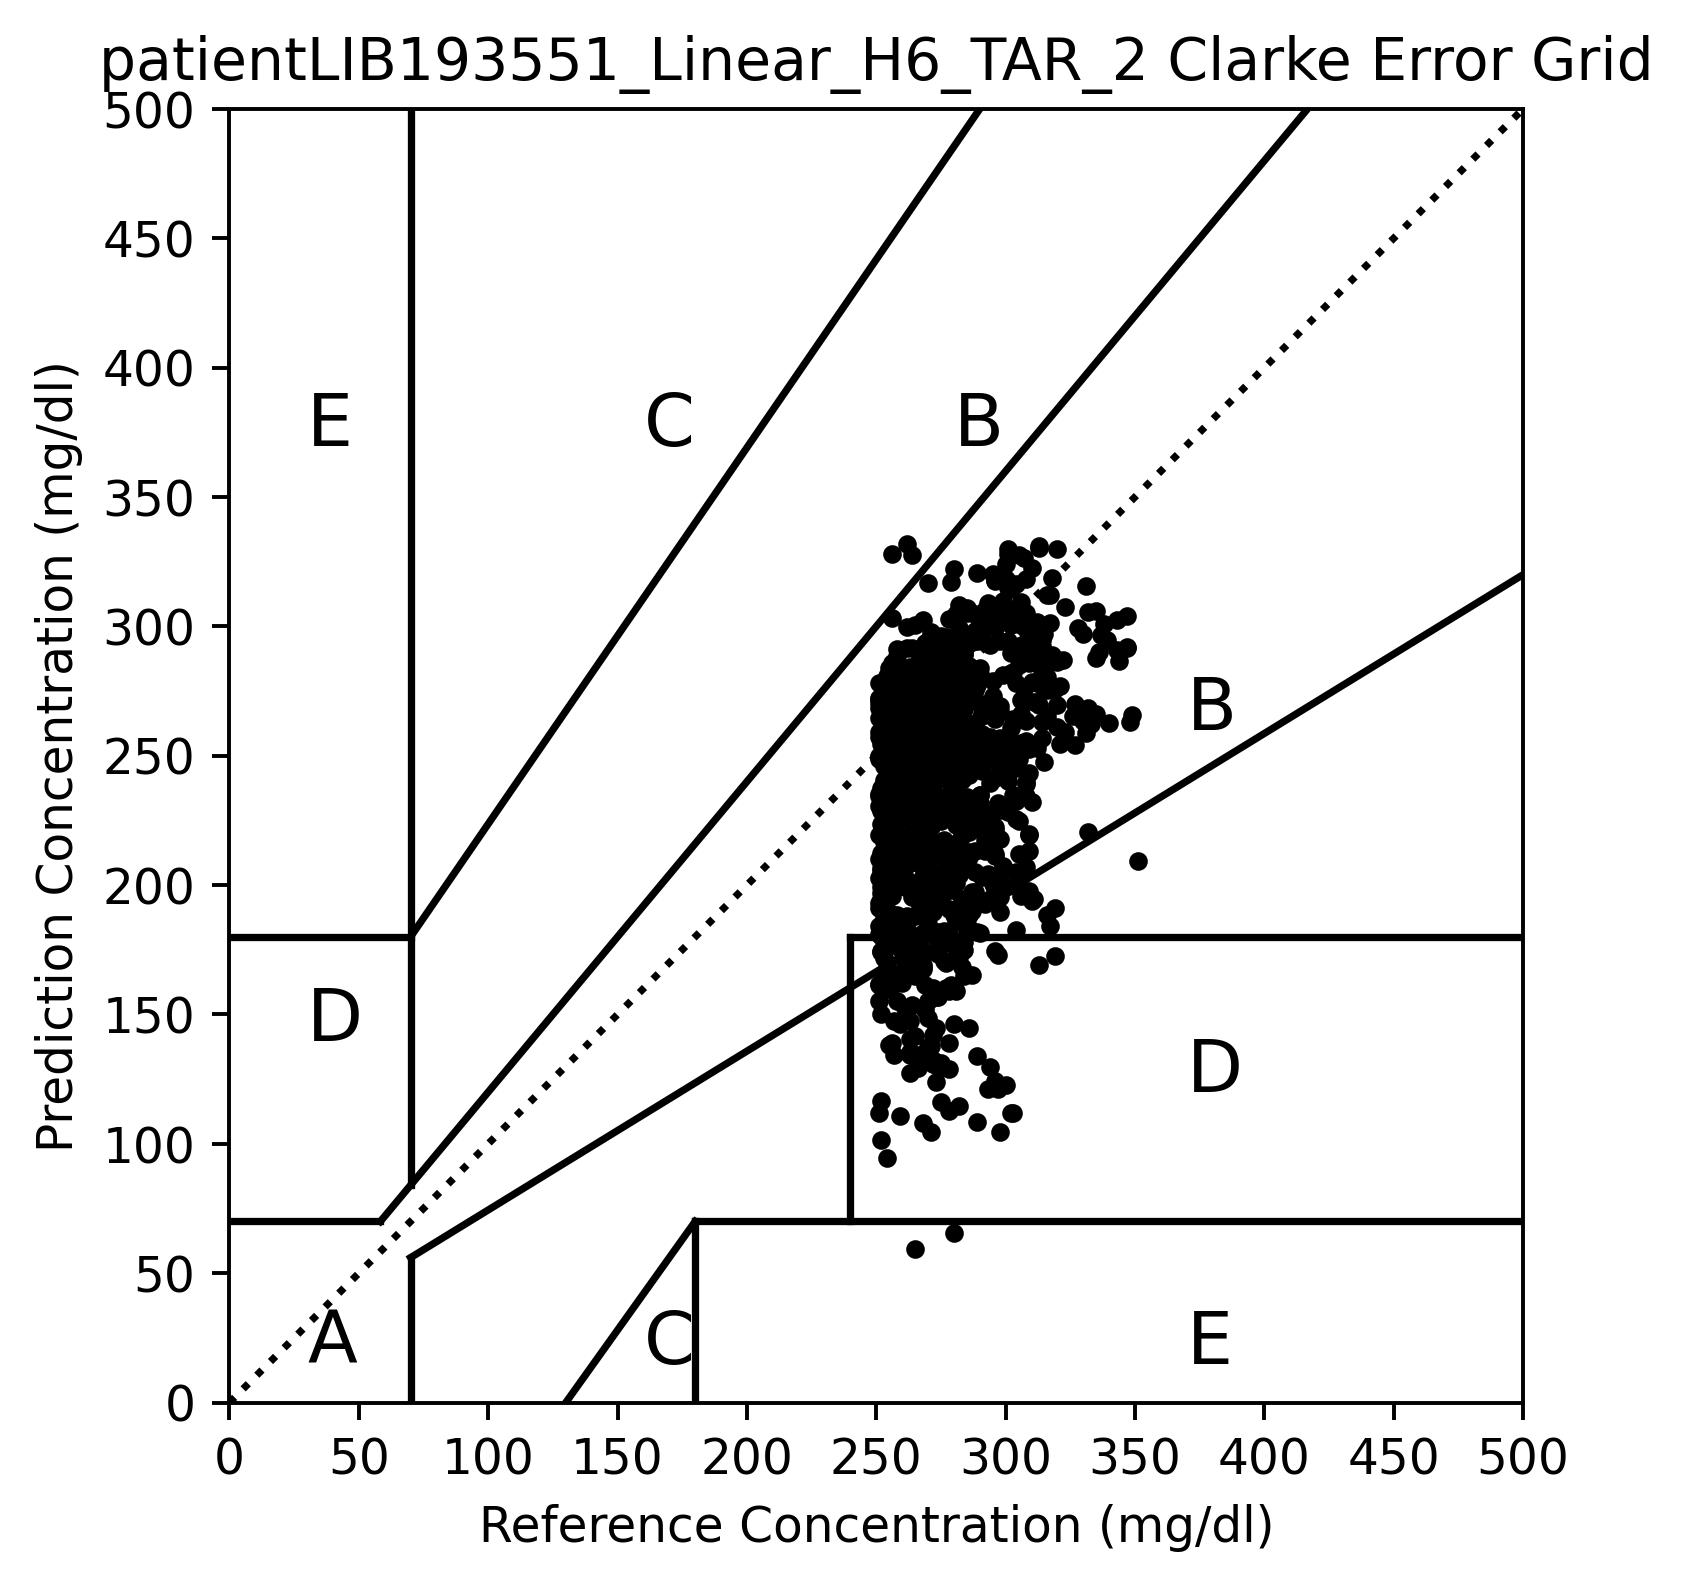 patientLIB193551_Linear_H6_TAR_2 Clarke Error Grid
Prediction Concentration (mg/dl)
500
450
400
350
300
250
200
150
100
50
0
E
C
B
B
D
D
A
C
E
0 50 100 150 200 250 300 350 400 450 500
Reference Concentration (mg/dl)